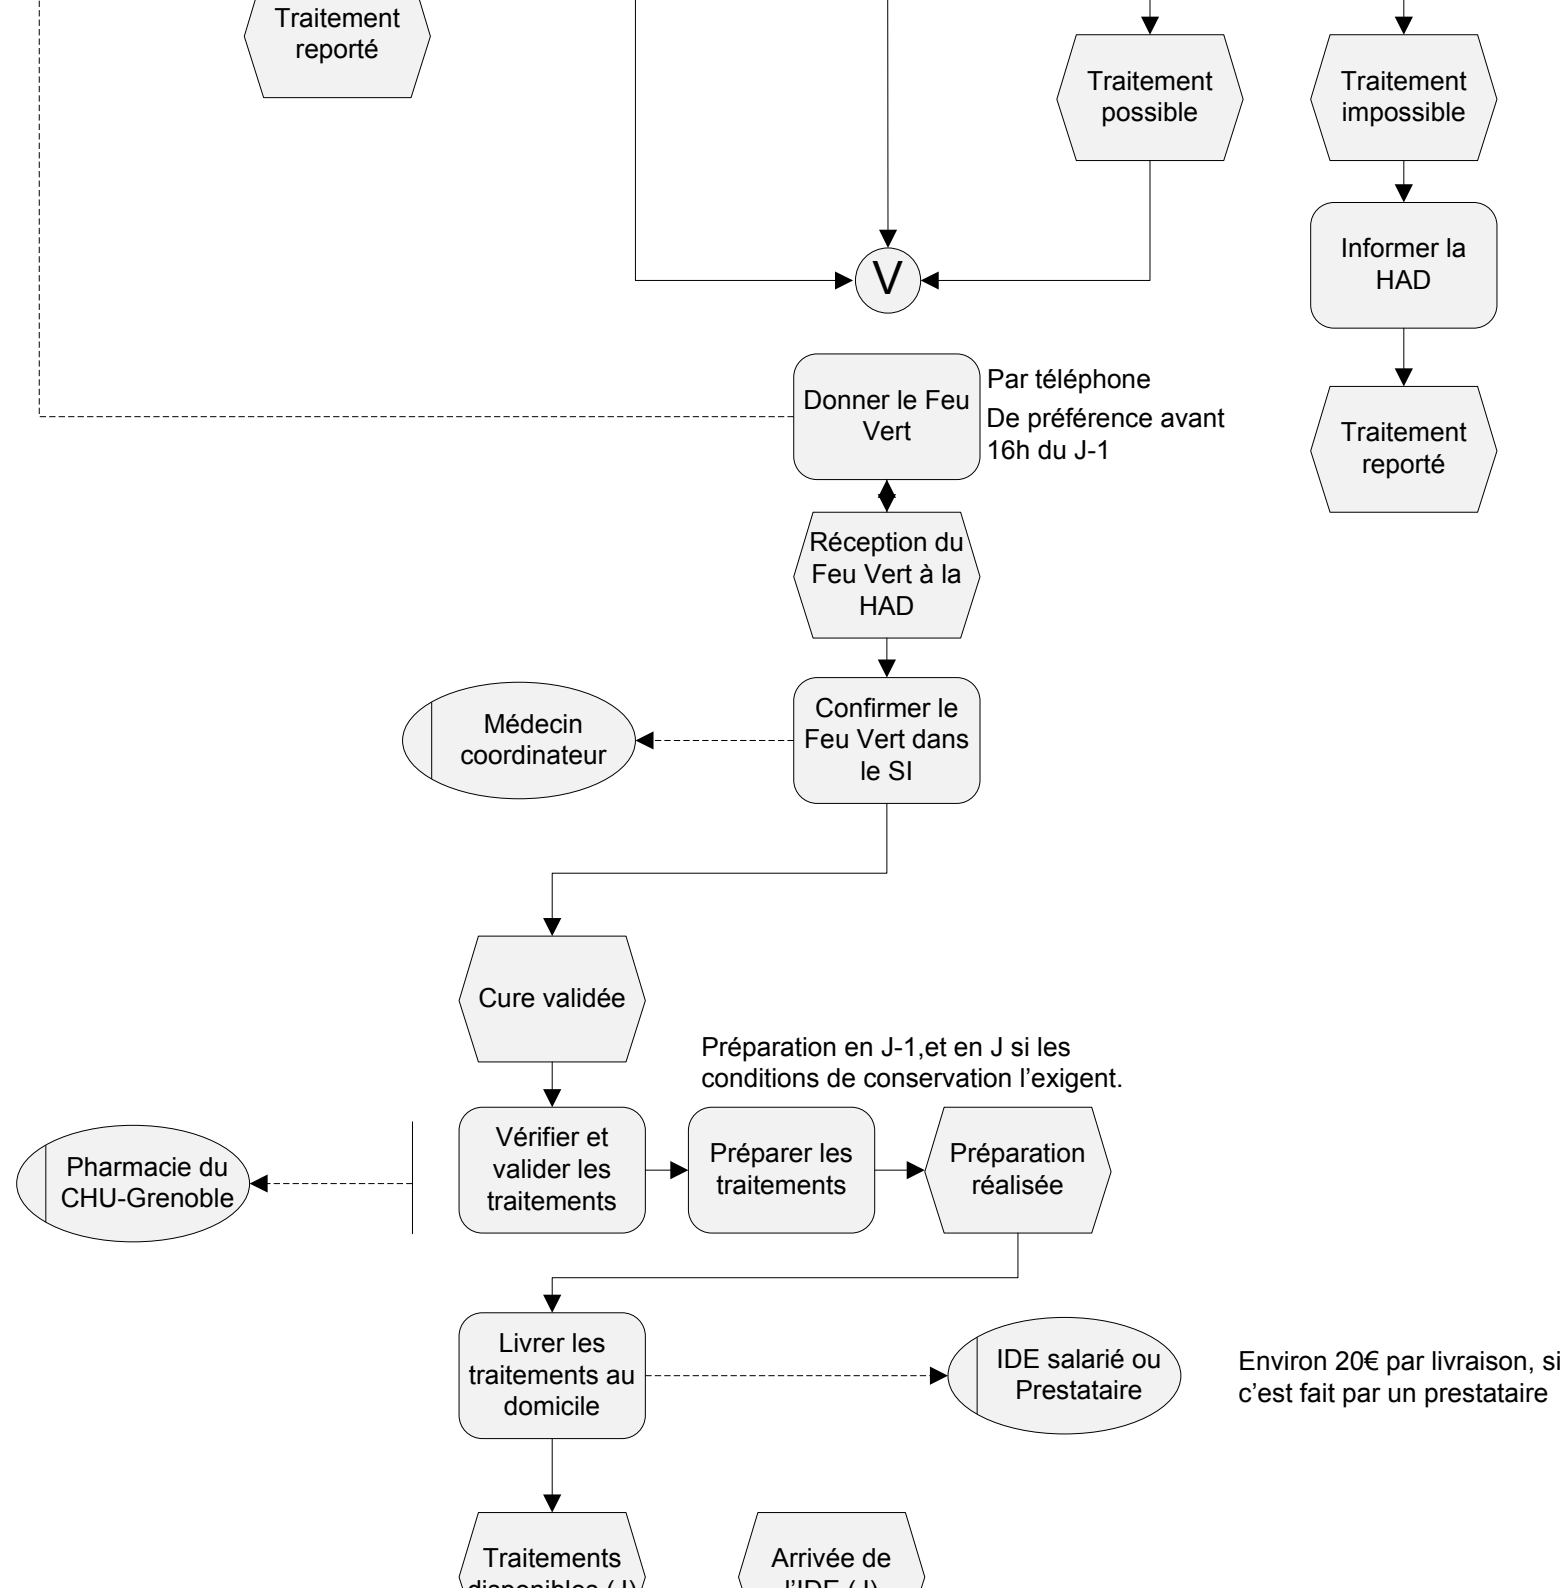 Traitement
reporté
Traitement
possible
Traitement
impossible
Informer la
HAD
V
Donner le Feu
Vert
Par téléphone
De préférence avant
16h du J-1
Traitement
reporté
Réception du
Feu Vert à la
HAD
Médecin
coordinateur
Confirmer le
Feu Vert dans
le SI
Cure validée
Préparation en J-1,et en J si les
conditions de conservation l'exigent.
Pharmacie du
CHU-Grenoble
Vérifier et
valider les
traitements
Préparer les
traitements
Préparation
réalisée
Livrer les
traitements au
domicile
IDE salarié ou
Prestataire
Environ 20€ par livraison, si
c'est fait par un prestataire
Traitements
disponibles (J)
Arrivée de
l'IDE (J)